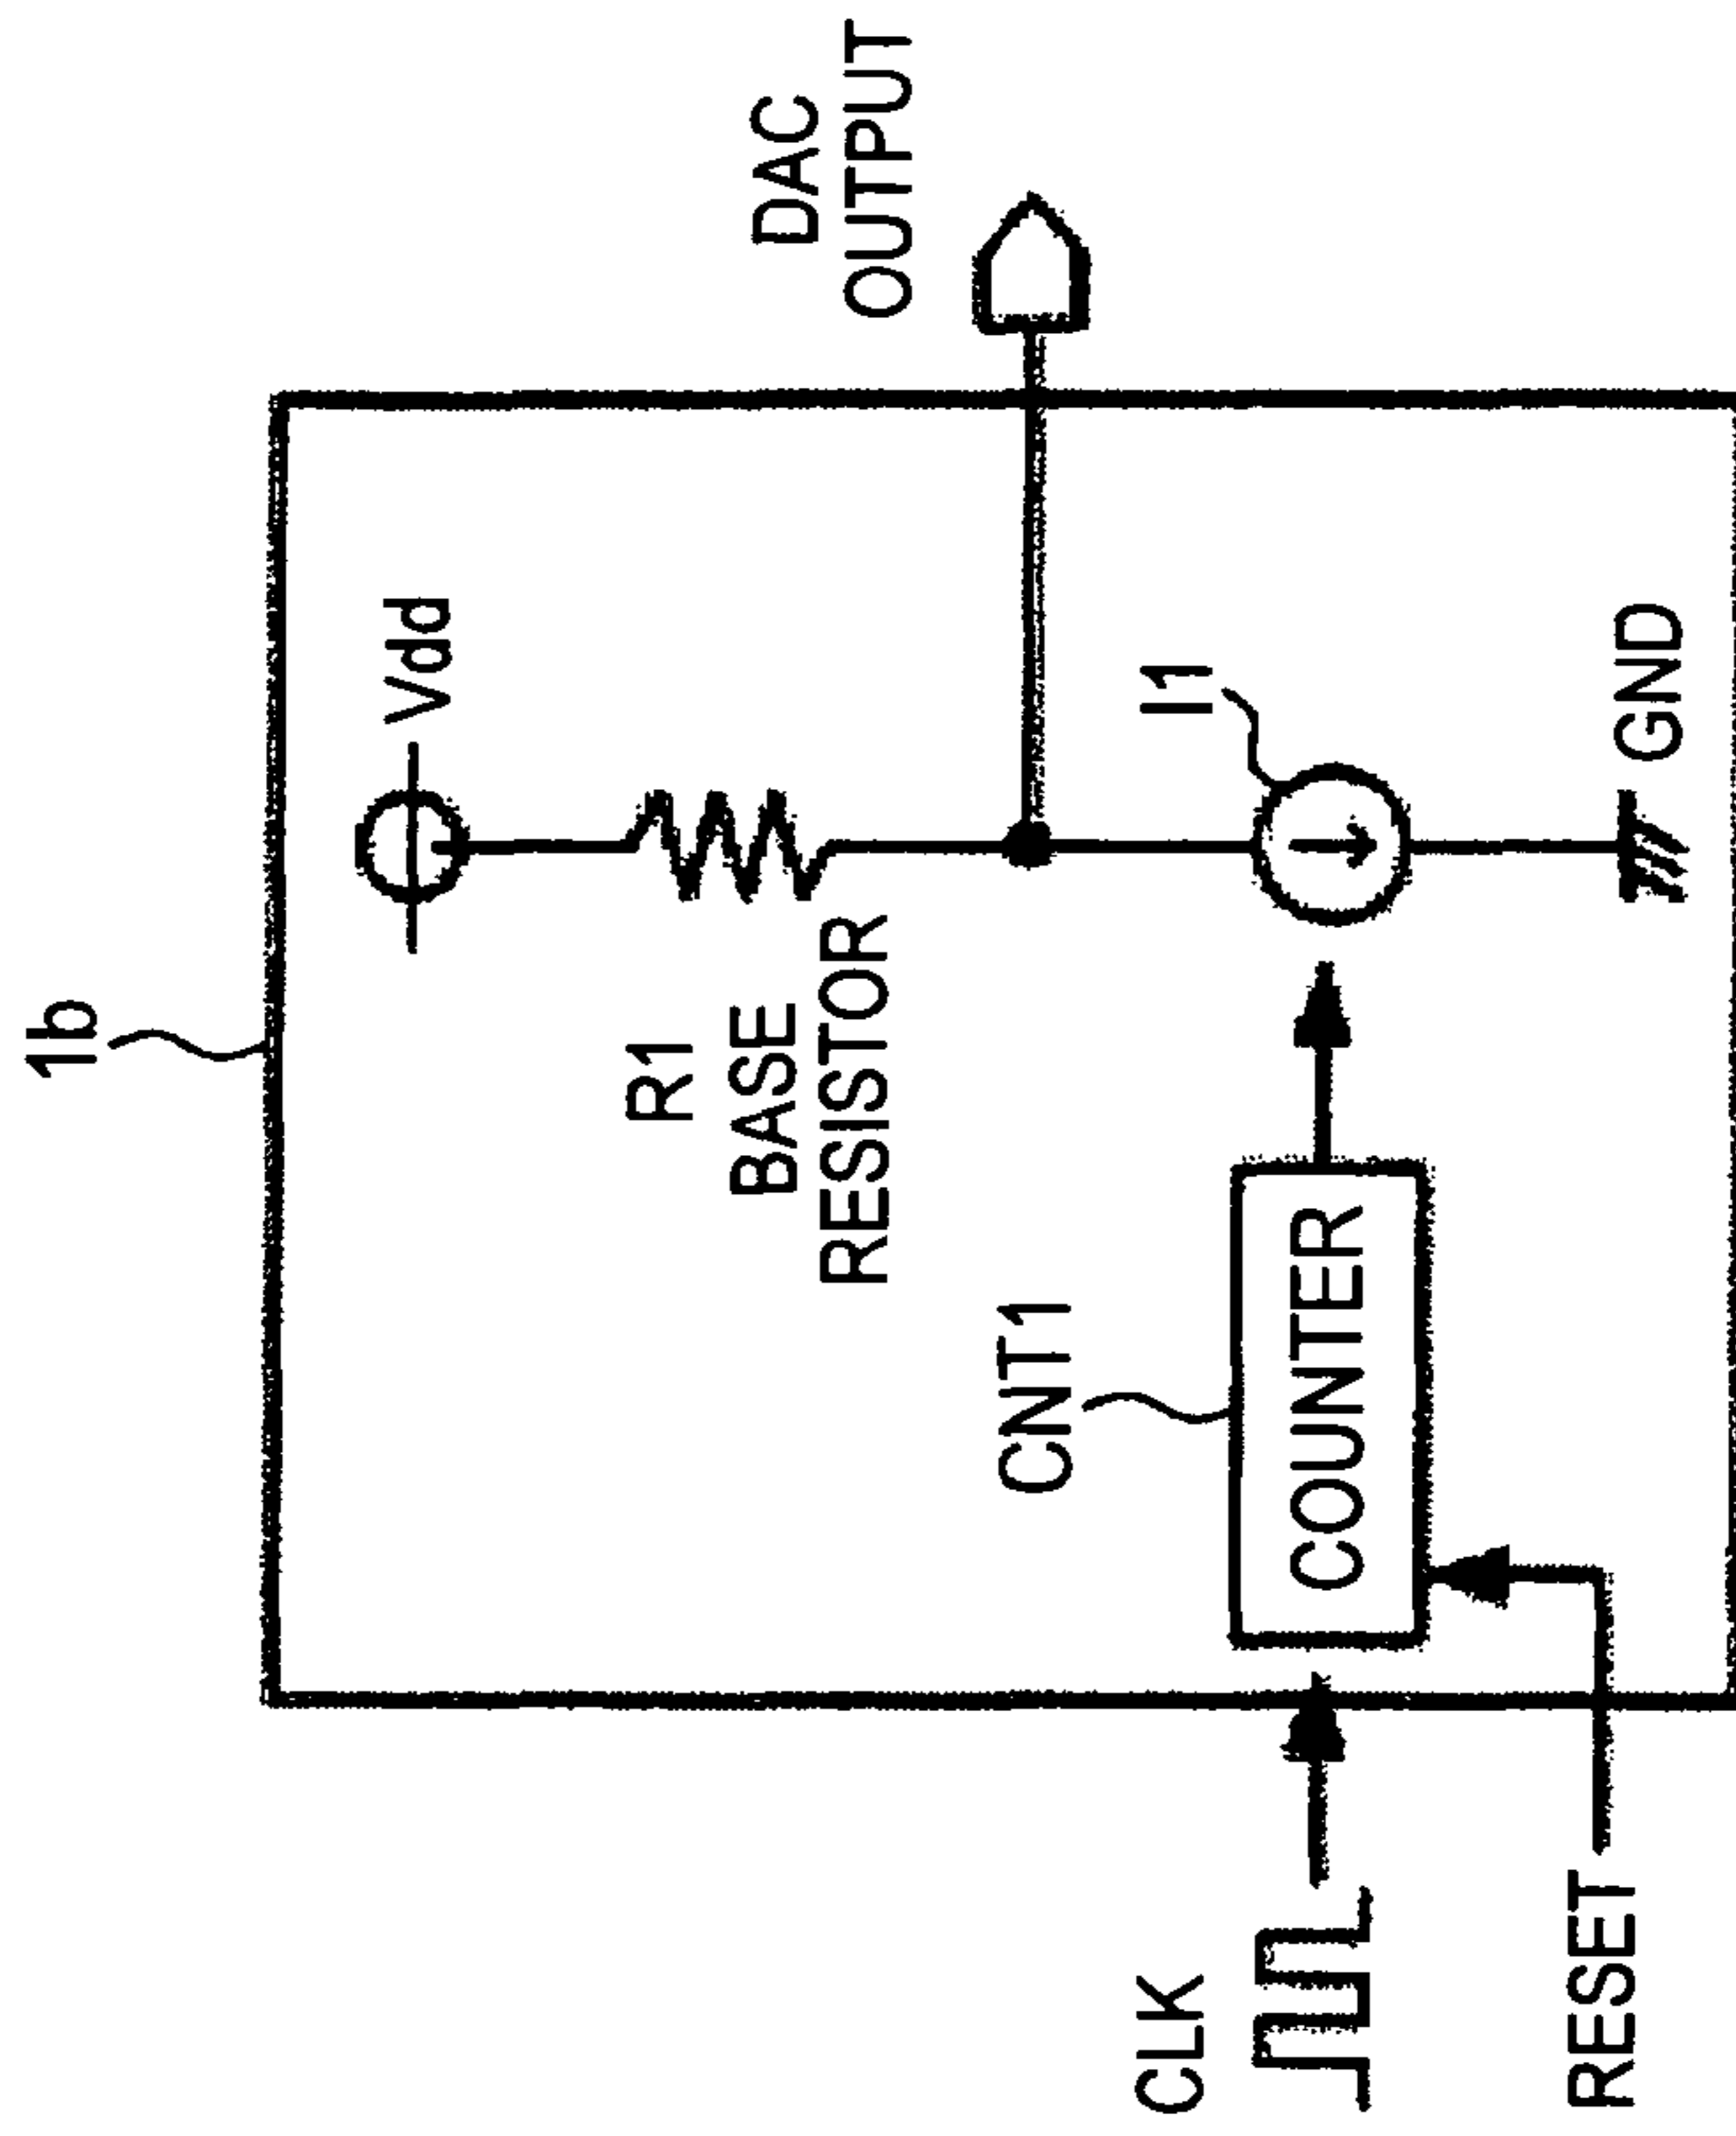 1b
Vdd
R1
BASE
RESISTOR
DAC
OUTPUT
CNT1
I1
CLK
COUNTER
RESET
GND